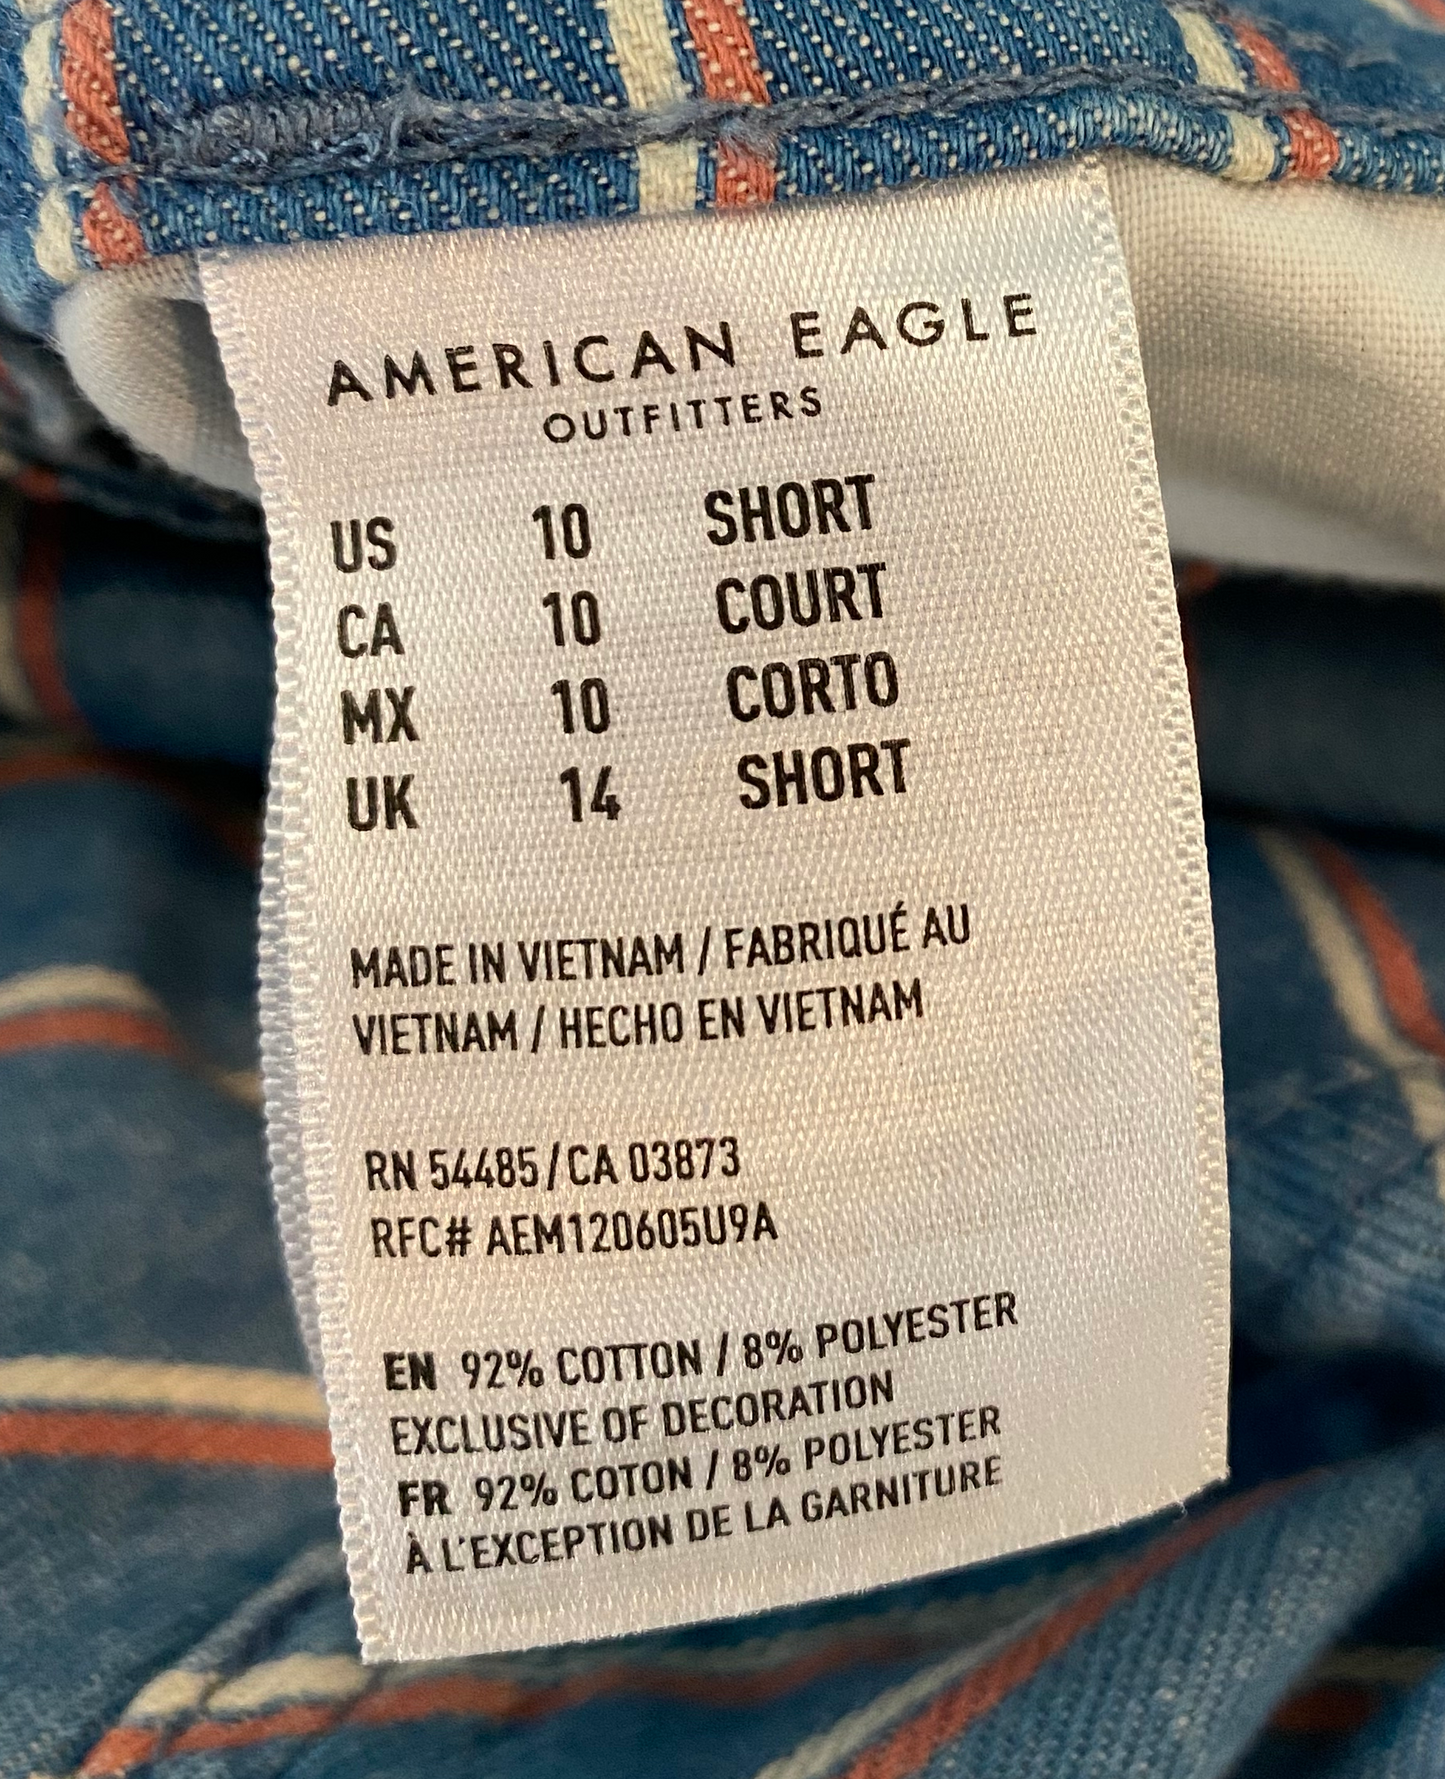 AMERICAN EAGLE
OUTFITTERS
US 10 SHORT
CA 10 COURT
MX 10 CORTO
UK 14 SHORT
MADE IN VIETNAM / FABRIQUÉ AU
VIETNAM / HECHO EN VIETNAM
RN 54485 / CA 03873
RFC# AEM120605U9A
EN 92% COTTON / 8% POLYESTER
EXCLUSIVE OF DECORATION
FR 92% COTON / 8% POLYESTER
À L'EXCEPTION DE LA GARNITURE